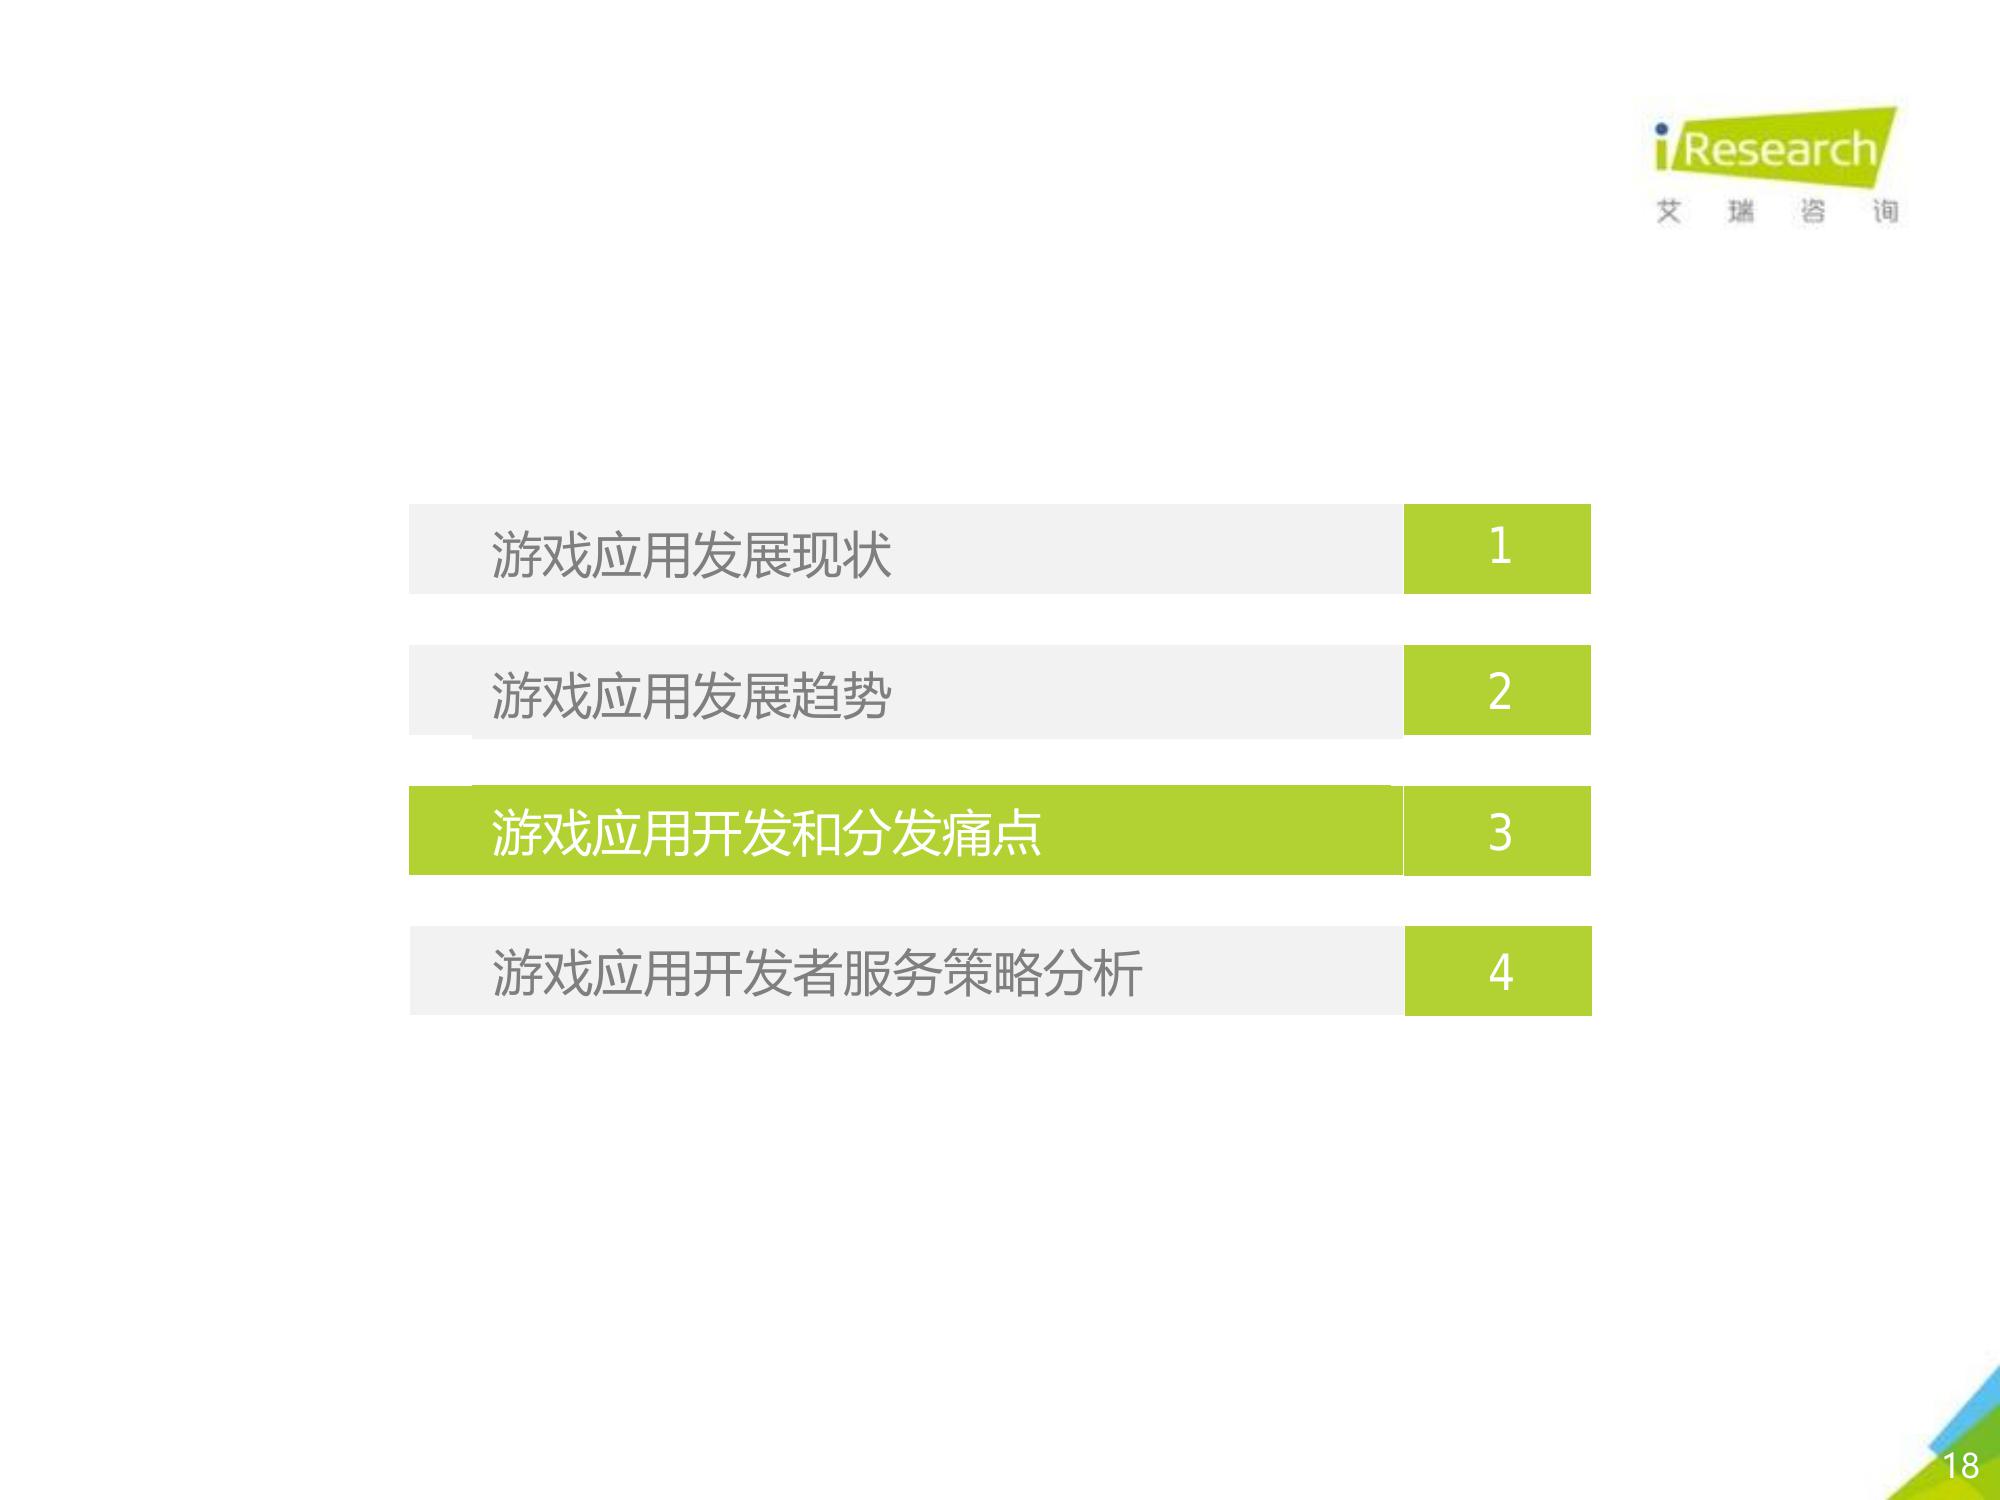 iResearch
艾瑞咨询
游戏应用发展现状 1
游戏应用发展趋势 2
游戏应用开发和分发痛点 3
游戏应用开发者服务策略分析 4
18